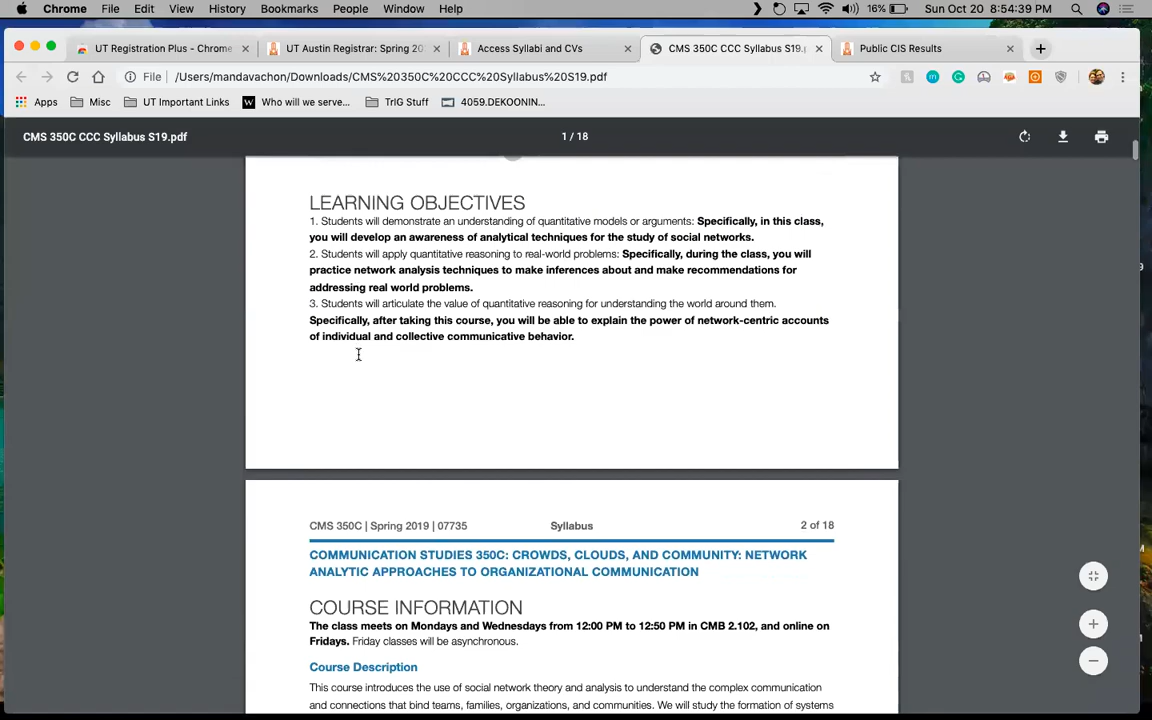 Chrome File Edit View History Bookmarks People Window Help 16% Sun Oct 20 8:54:39 PM
UT Registration Plus - Chrome
UT Austin Registrar: Spring 20
Access Syllabi and CVs
CMS 350C CCC Syllabus S19.p
Public CIS Results
File /Users/mandavachon/Downloads/CMS%20350C%20CCC%20Syllabus%20S19.pdf
Apps Misc UT Important Links Who will we serve... TrIG Stuff 4059.DEKOONIN...
CMS 350C CCC Syllabus S19.pdf 1 / 18
LEARNING OBJECTIVES
1. Students will demonstrate an understanding of quantitative models or arguments: Specifically, in this class,
you will develop an awareness of analytical techniques for the study of social networks.
2. Students will apply quantitative reasoning to real-world problems: Specifically, during the class, you will
practice network analysis techniques to make inferences about and make recommendations for
addressing real world problems.
3. Students will articulate the value of quantitative reasoning for understanding the world around them.
Specifically, after taking this course, you will be able to explain the power of network-centric accounts
of individual and collective communicative behavior.
CMS 350C | Spring 2019 | 07735 Syllabus 2 of 18
COMMUNICATION STUDIES 350C: CROWDS, CLOUDS, AND COMMUNITY: NETWORK
ANALYTIC APPROACHES TO ORGANIZATIONAL COMMUNICATION
COURSE INFORMATION
The class meets on Mondays and Wednesdays from 12:00 PM to 12:50 PM in CMB 2.102, and online on
Fridays. Friday classes will be asynchronous.
Course Description
This course introduces the use of social network theory and analysis to understand the complex communication
and connections that bind teams, families, organizations, and communities. We will study the formation of systems